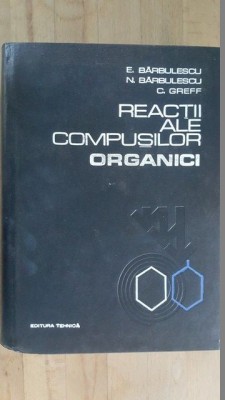 E. BĂRBULESCU
N. BĂRBULESCU
C. GREFF
REACȚII
ALE
COMPUȘILOR
ORGANICI
EDITURA TEHNICĂ